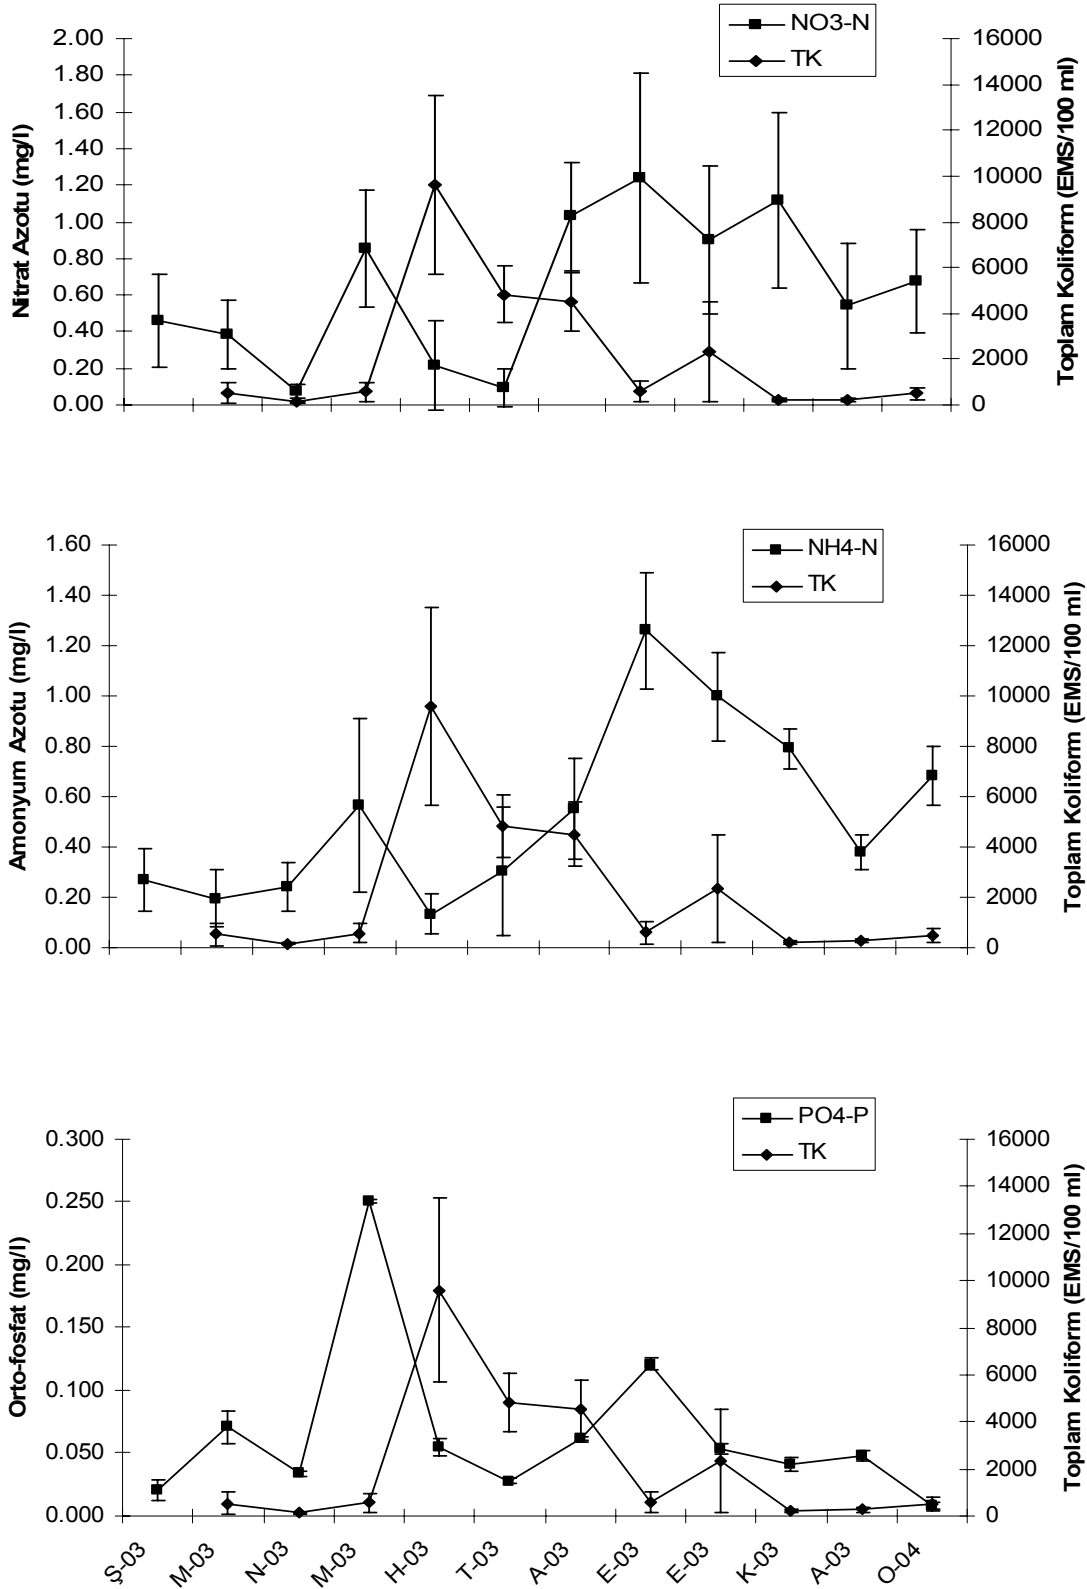 NO3-N
TK
2.00
1.80
1.60
1.40
1.20
1.00
0.80
0.60
0.40
0.20
0.00
Nitrat Azotu (mg/l)
16000
14000
12000
10000
8000
6000
4000
2000
0
Toplam Koliform (EMS/100 ml)
NH4-N
TK
1.60
1.40
1.20
1.00
0.80
0.60
0.40
0.20
0.00
Amonyum Azotu (mg/l)
16000
14000
12000
10000
8000
6000
4000
2000
0
Toplam Koliform (EMS/100 ml)
PO4-P
TK
0.300
0.250
0.200
0.150
0.100
0.050
0.000
Orto-fosfat (mg/l)
16000
14000
12000
10000
8000
6000
4000
2000
0
Toplam Koliform (EMS/100 ml)
Ş-03
M-03
N-03
M-03
H-03
T-03
A-03
E-03
E-03
K-03
A-03
O-04